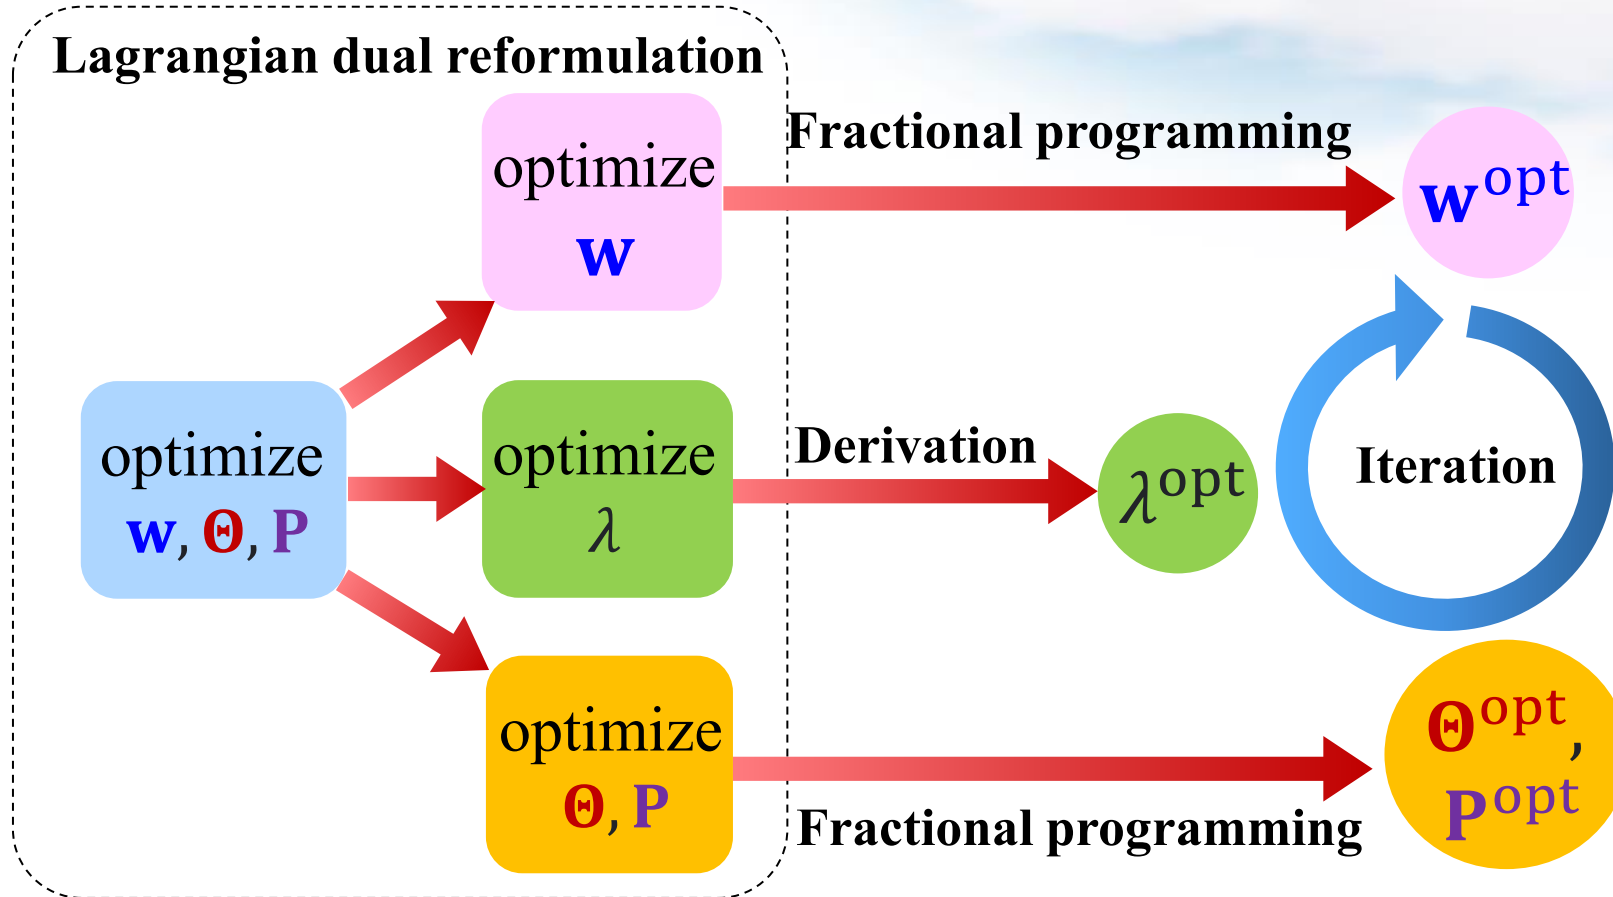 Lagrangian dual reformulation
optimize
w
Fractional programming
w^opt
optimize
w, Θ, P
optimize
λ
Derivation
λ^opt
Iteration
optimize
Θ, P
Fractional programming
Θ^opt,
P^opt